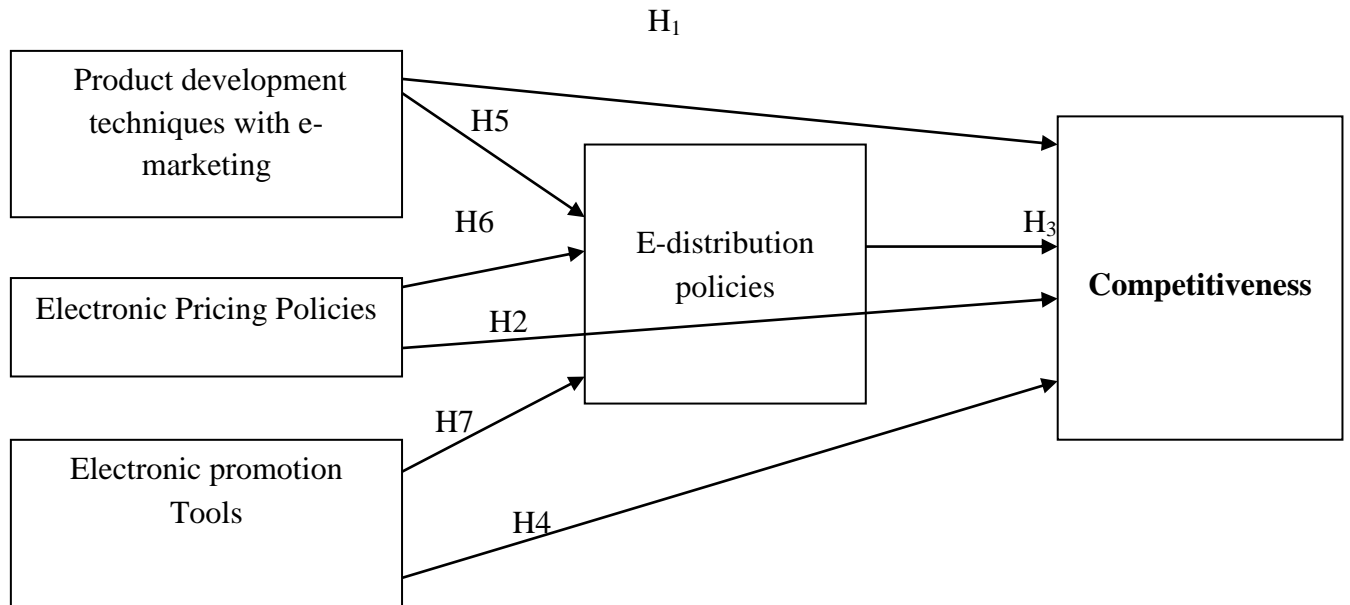 H₁
Product development
techniques with e-
marketing
H5
H6
E-distribution
policies
H₃
Competitiveness
Electronic Pricing Policies
H2
H7
Electronic promotion
Tools
H4